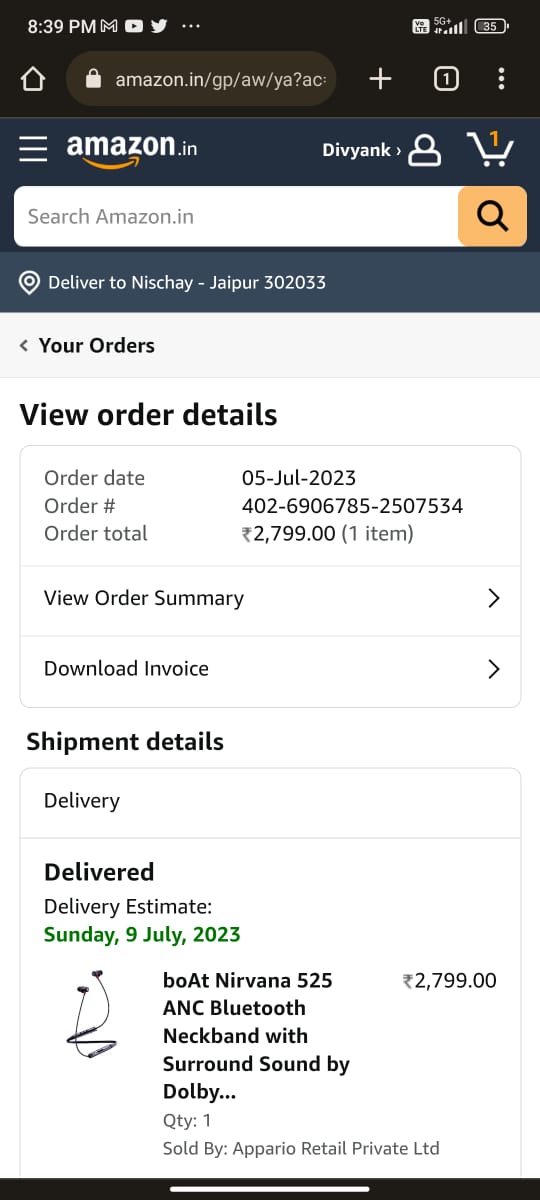 8:39 PM
Vo LTE 5G+ 35
amazon.in/gp/aw/ya?ac
1
amazon.in
Divyank ›
1
Search Amazon.in
Deliver to Nischay - Jaipur 302033
‹ Your Orders
View order details
Order date 05-Jul-2023
Order # 402-6906785-2507534
Order total ₹2,799.00 (1 item)
View Order Summary
Download Invoice
Shipment details
Delivery
Delivered
Delivery Estimate:
Sunday, 9 July, 2023
boAt Nirvana 525 ₹2,799.00
ANC Bluetooth
Neckband with
Surround Sound by
Dolby...
Qty: 1
Sold By: Appario Retail Private Ltd